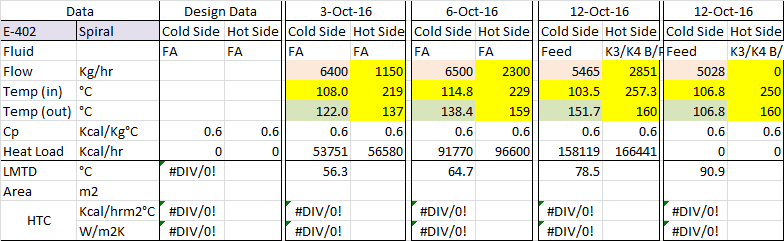 Data Design Data 3-Oct-16 6-Oct-16 12-Oct-16 12-Oct-16
E-402 Spiral Cold Side Hot Side Cold Side Hot Side Cold Side Hot Side Cold Side Hot Side Cold Side Hot Side
Fluid FA FA FA FA FA FA Feed K3/K4 B/P Feed K3/K4 B/
Flow Kg/hr 6400 1150 6500 2300 5465 2851 5028 0
Temp (in) °C 108.0 219 114.8 229 103.5 257.3 106.8 250
Temp (out) °C 122.0 137 138.4 159 151.7 160 106.8 160
Cp Kcal/Kg°C 0.6 0.6 0.6 0.6 0.6 0.6 0.6 0.6 0.6 0.6
Heat Load Kcal/hr 0 0 53751 56580 91770 96600 158119 166441 0 0
LMTD °C #DIV/0! 56.3 64.7 78.5 90.9
Area m2
HTC Kcal/hrm2°C #DIV/0! #DIV/0! #DIV/0! #DIV/0! #DIV/0!
W/m2K #DIV/0! #DIV/0! #DIV/0! #DIV/0! #DIV/0!